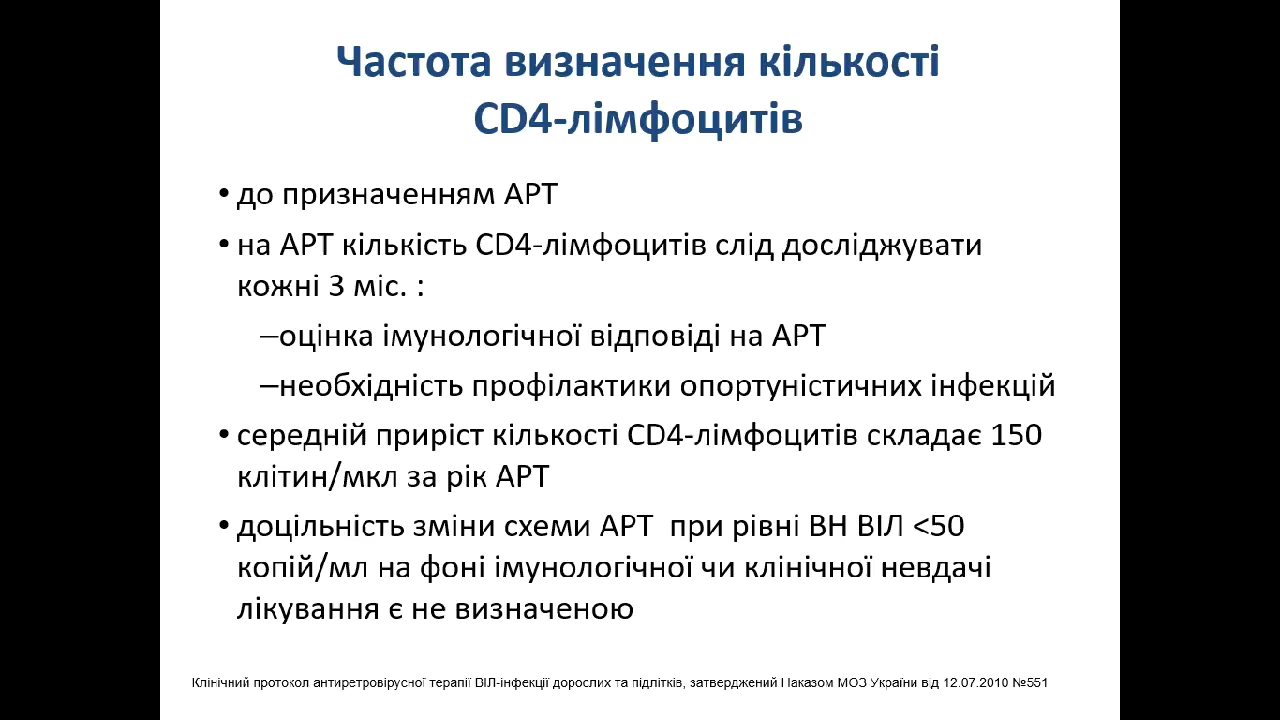 Частота визначення кількості
CD4-лімфоцитів
• до призначенням АРТ
• на АРТ кількість CD4-лімфоцитів слід досліджувати
кожні 3 міс. :
–оцінка імунологічної відповіді на АРТ
–необхідність профілактики опортуністичних інфекцій
• середній приріст кількості CD4-лімфоцитів складає 150
клітин/мкл за рік АРТ
• доцільність зміни схеми АРТ при рівні ВН ВІЛ <50
копій/мл на фоні імунологічної чи клінічної невдачі
лікування є не визначеною
Клінічний протокол антиретровірусної терапії ВІЛ-інфекції дорослих та підлітків, затверджений Наказом МОЗ України від 12.07.2010 №551